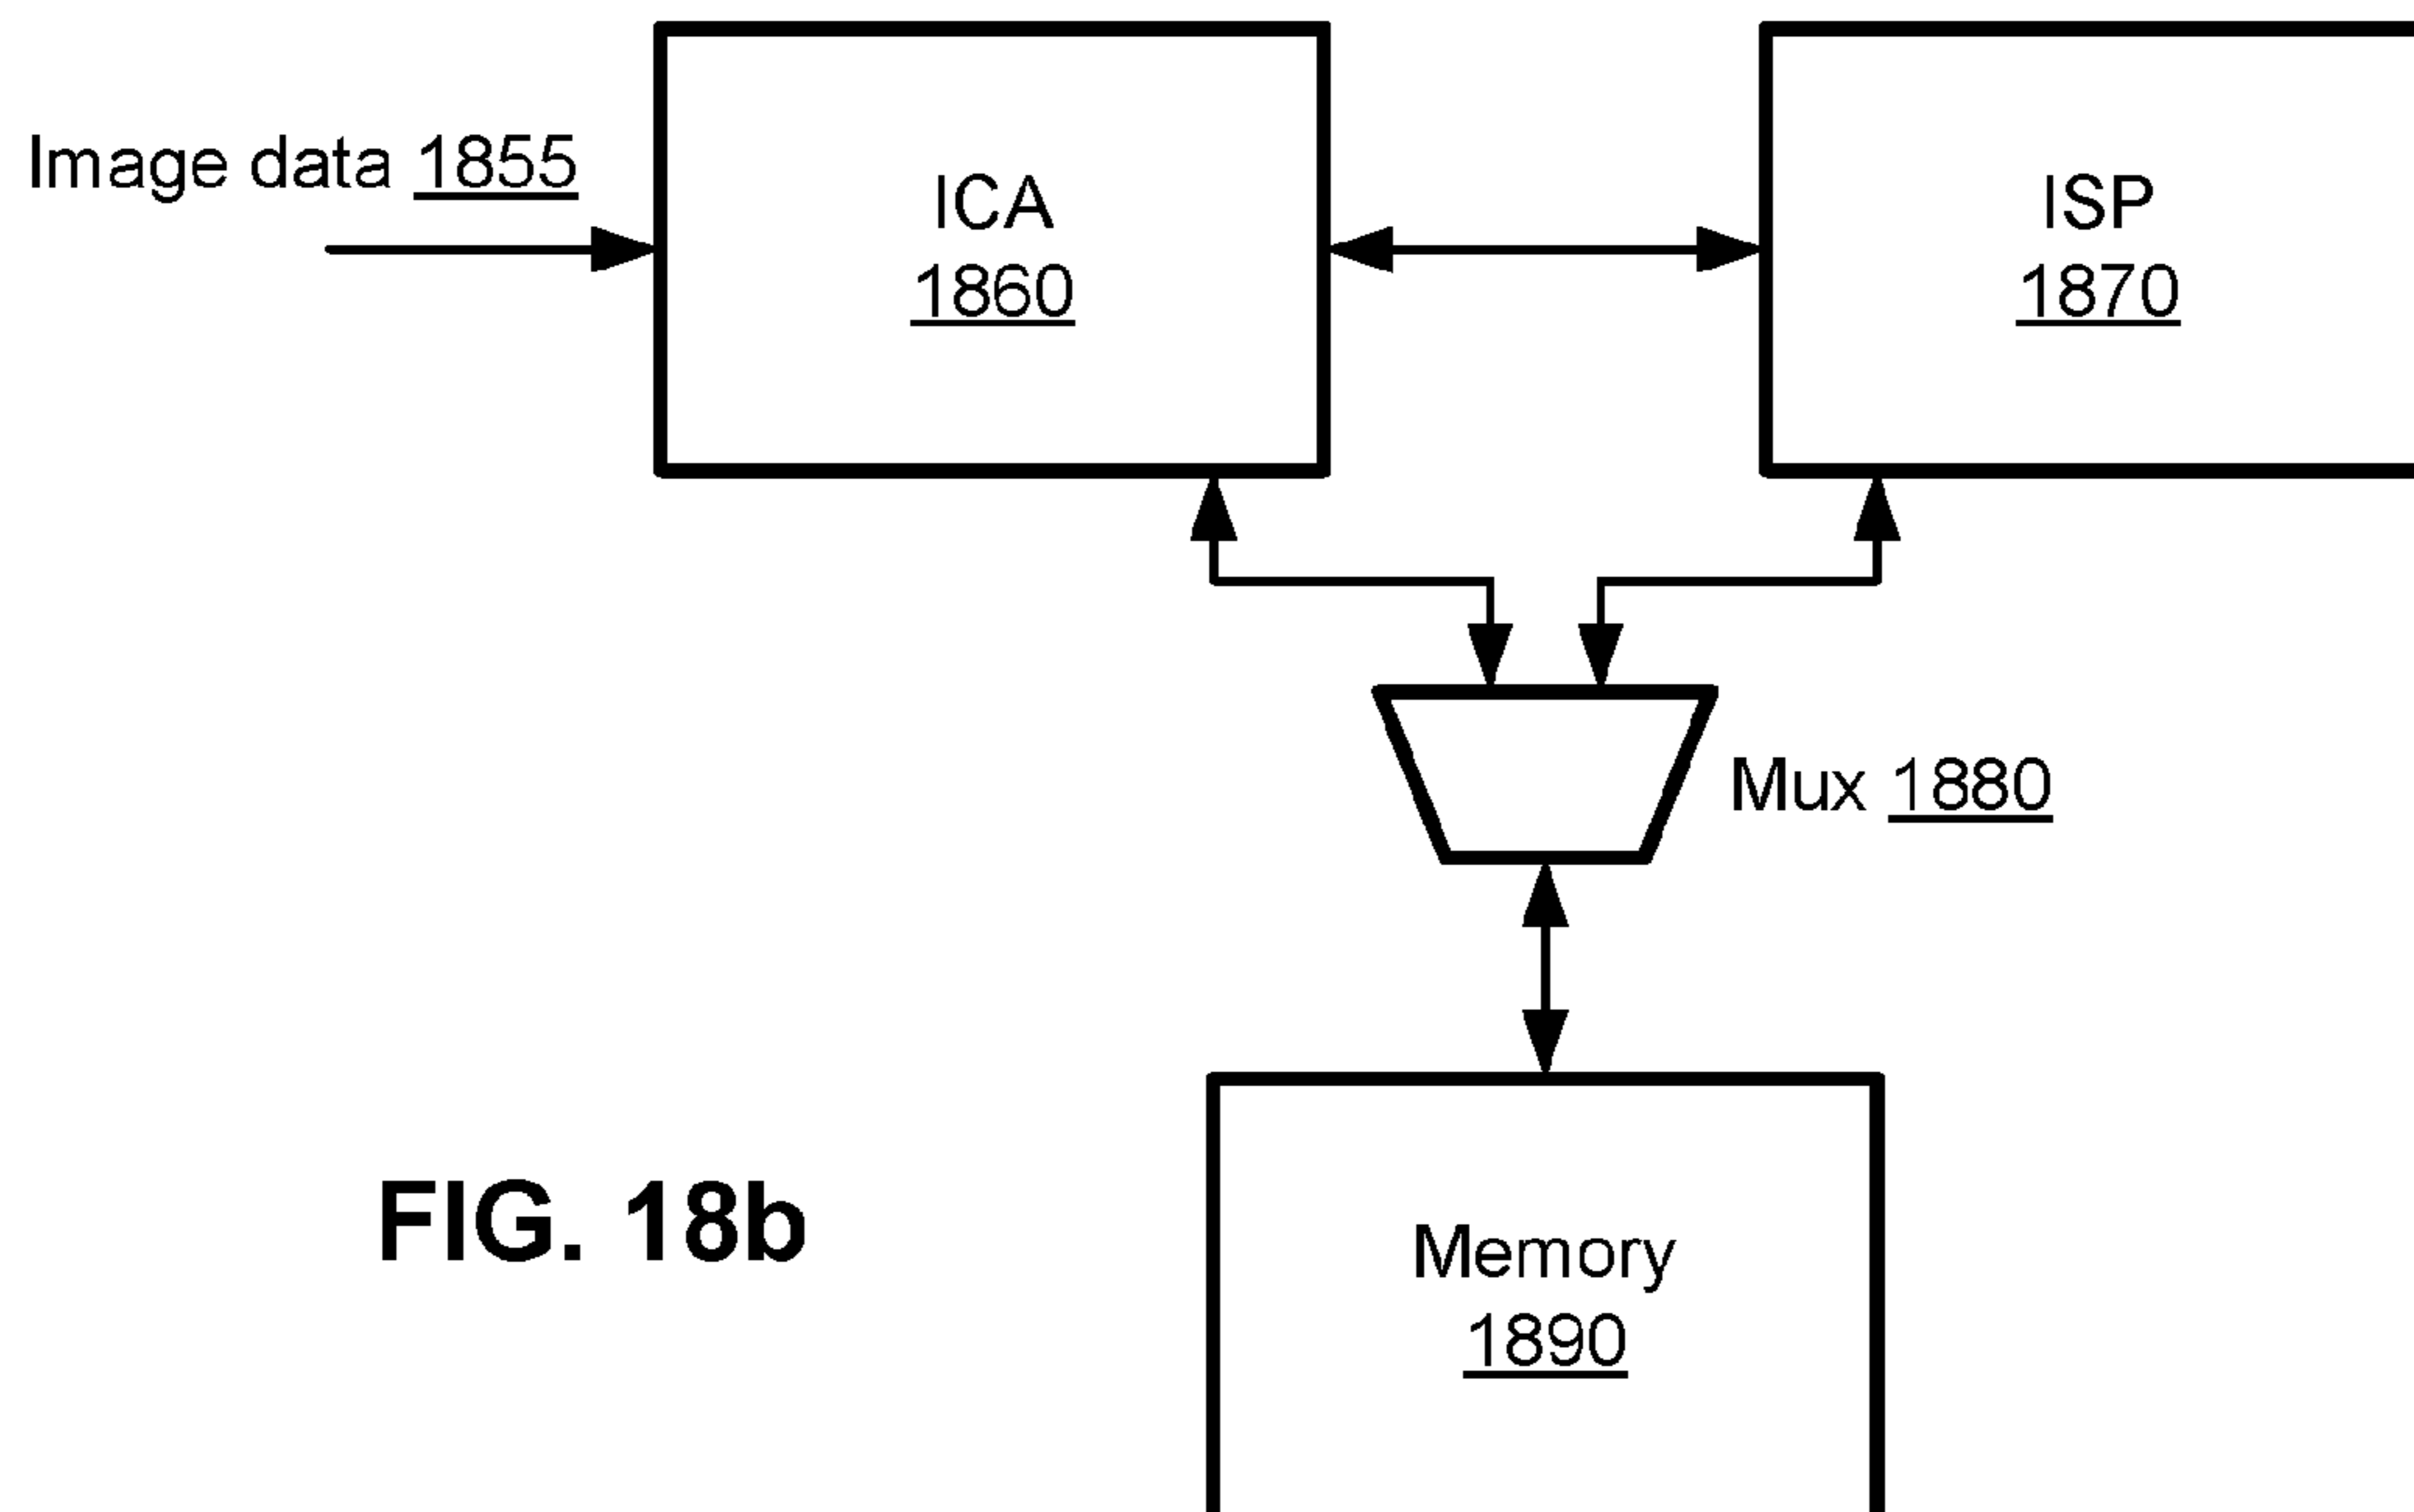 Image data 1855
ICA
1860
ISP
1870
Mux 1880
FIG. 18b
Memory
1890